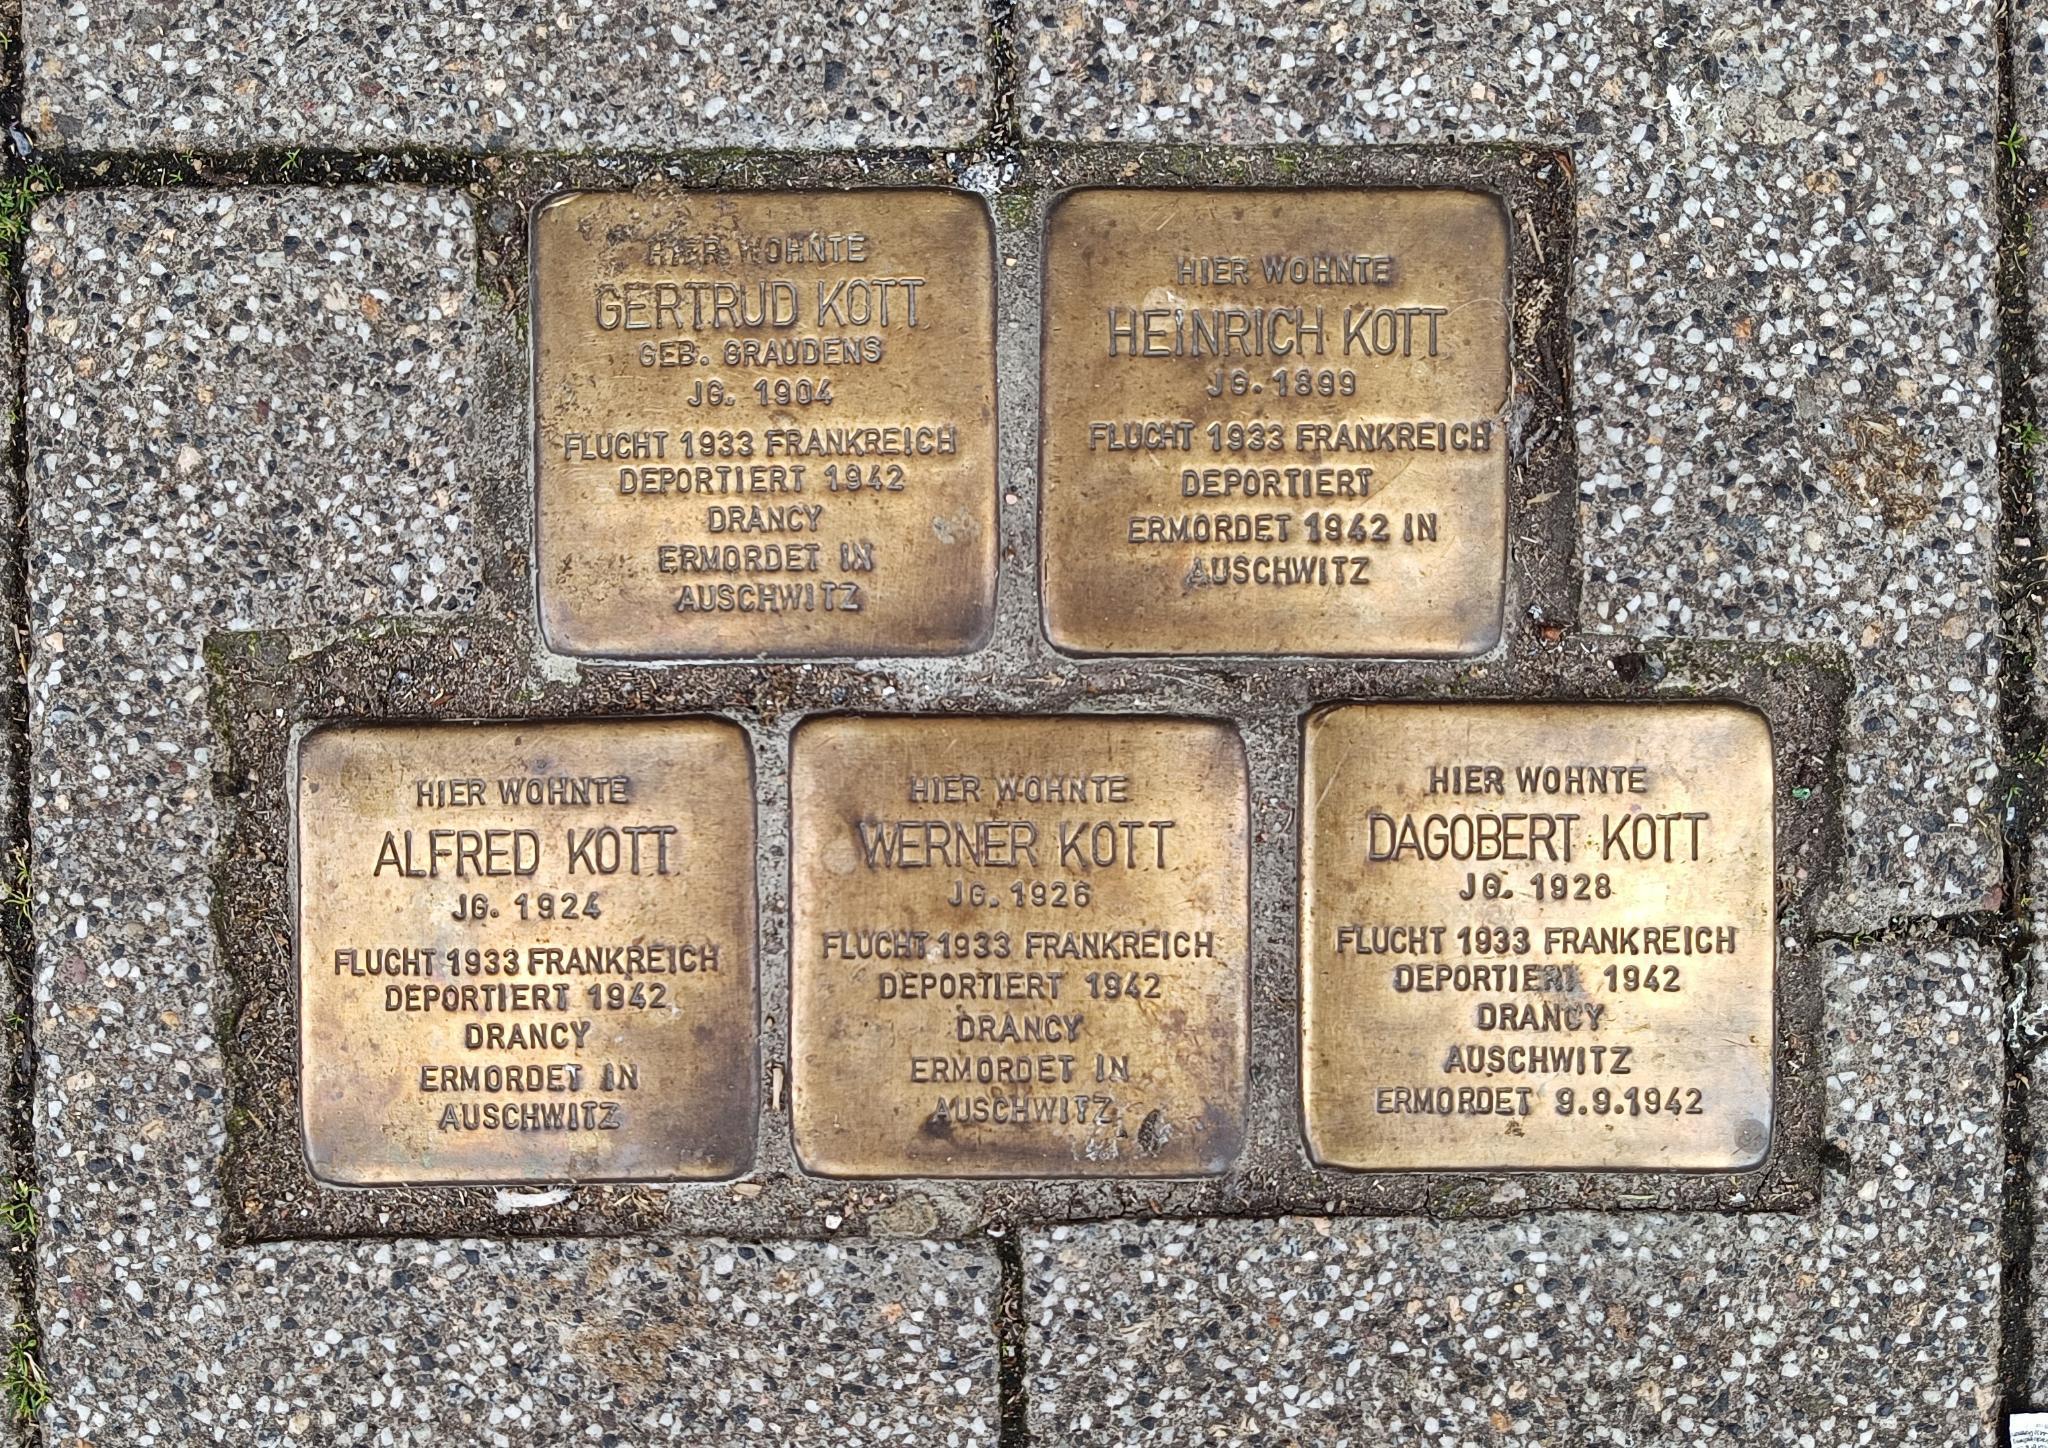 HIER WOHNTE
GERTRUD KOTT
GEB. GRAUDENS
JG. 1904
FLUCHT 1933 FRANKREICH
DEPORTIERT 1942
DRANCY
ERMORDET IN
AUSCHWITZ
HIER WOHNTE
HEINRICH KOTT
JG. 1899
FLUCHT 1933 FRANKREICH
DEPORTIERT
ERMORDET 1942 IN
AUSCHWITZ
HIER WOHNTE
ALFRED KOTT
JG. 1924
FLUCHT 1933 FRANKREICH
DEPORTIERT 1942
DRANCY
ERMORDET IN
AUSCHWITZ
HIER WOHNTE
WERNER KOTT
JG. 1926
FLUCHT 1933 FRANKREICH
DEPORTIERT 1942
DRANCY
ERMORDET IN
AUSCHWITZ
HIER WOHNTE
DAGOBERT KOTT
JG. 1928
FLUCHT 1933 FRANKREICH
DEPORTIERT 1942
DRANCY
AUSCHWITZ
ERMORDET 9.9.1942